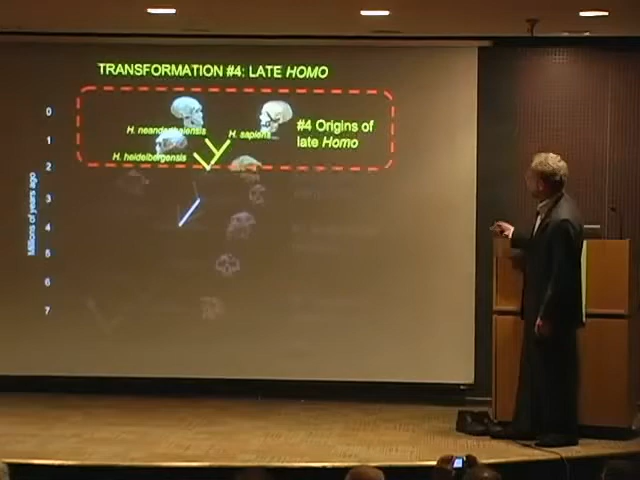 TRANSFORMATION #4: LATE HOMO
0
H. neanderthalensis
H. sapiens
#4 Origins of
late Homo
1
H. heidelbergensis
2
3
4
5
6
7
Millions of years ago